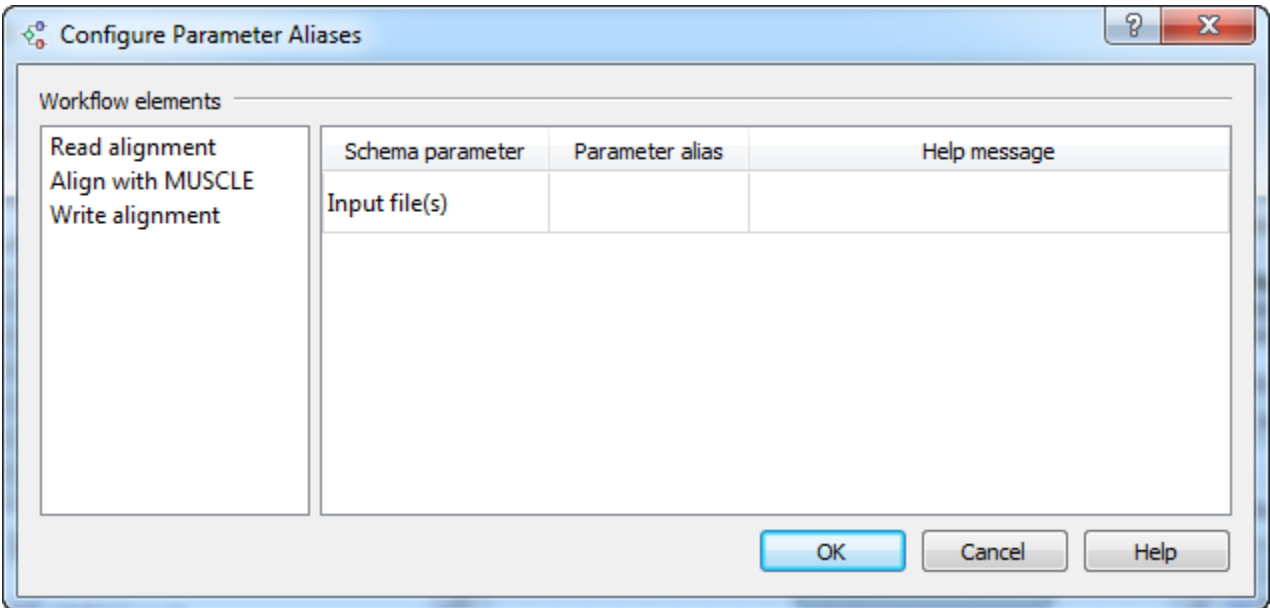 Configure Parameter Aliases
Workflow elements
Read alignment
Align with MUSCLE
Write alignment
Schema parameter Parameter alias Help message
Input file(s)
OK Cancel Help